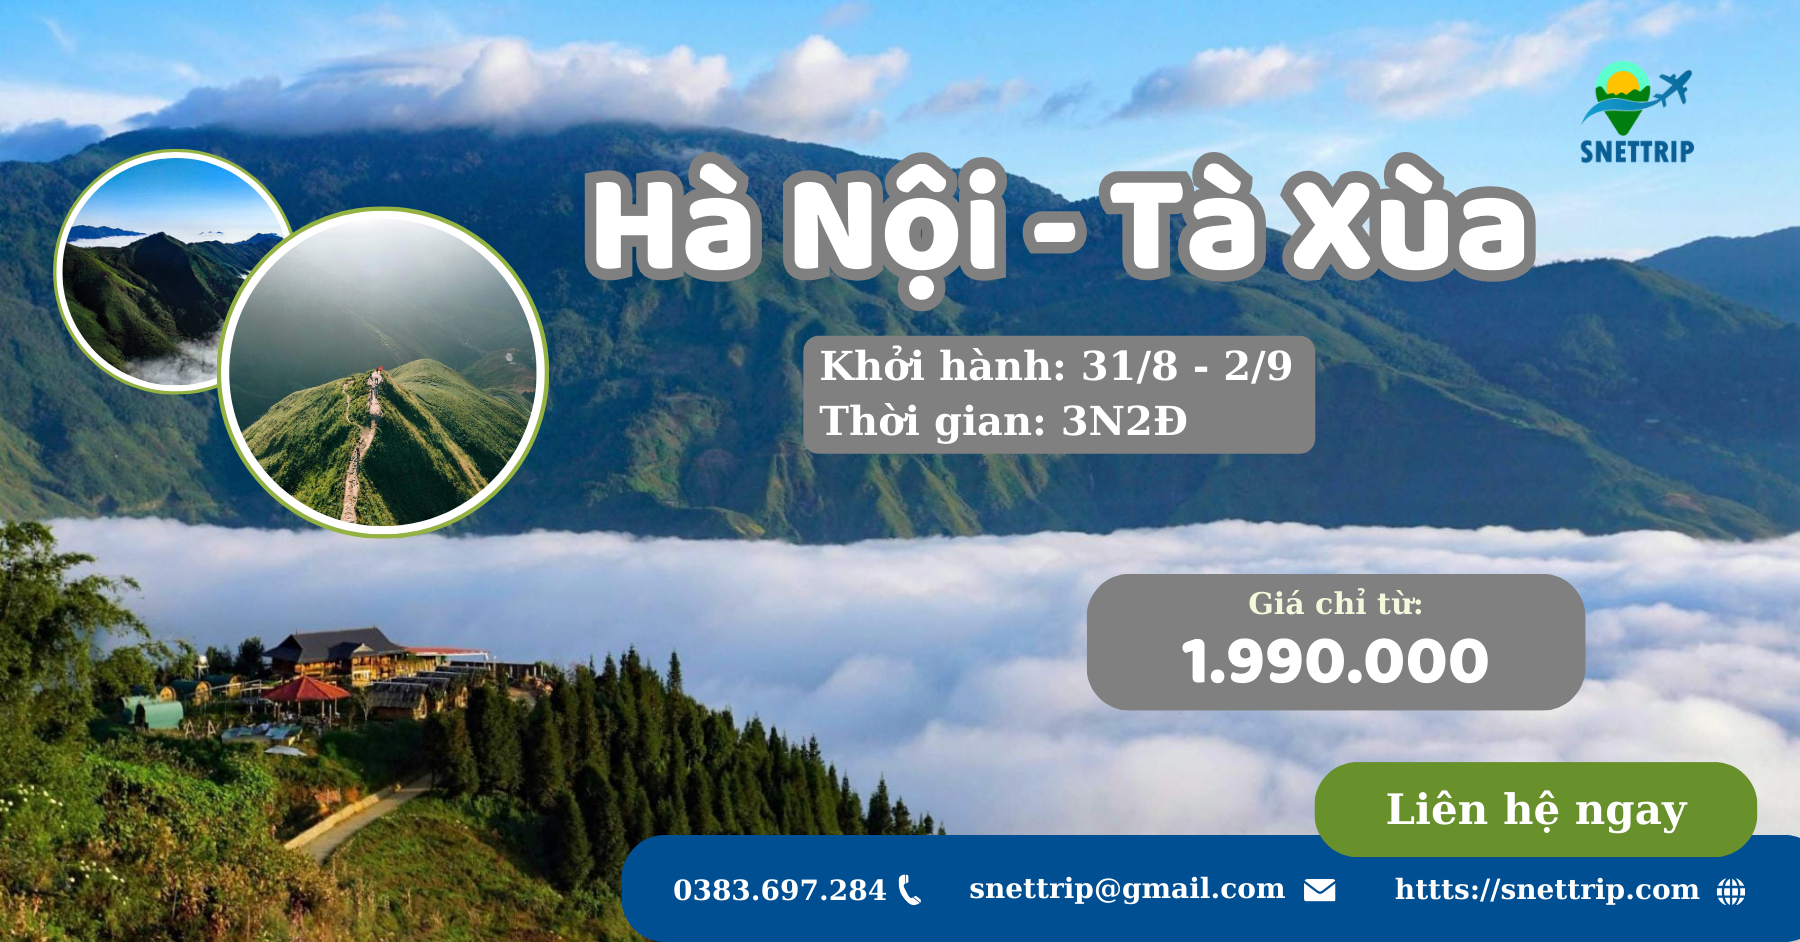 SNETTRIP
Hà Nội - Tà Xùa
Khởi hành: 31/8 - 2/9
Thời gian: 3N2Đ
Giá chỉ từ:
1.990.000
Liên hệ ngay
0383.697.284
snettrip@gmail.com
httts://snettrip.com